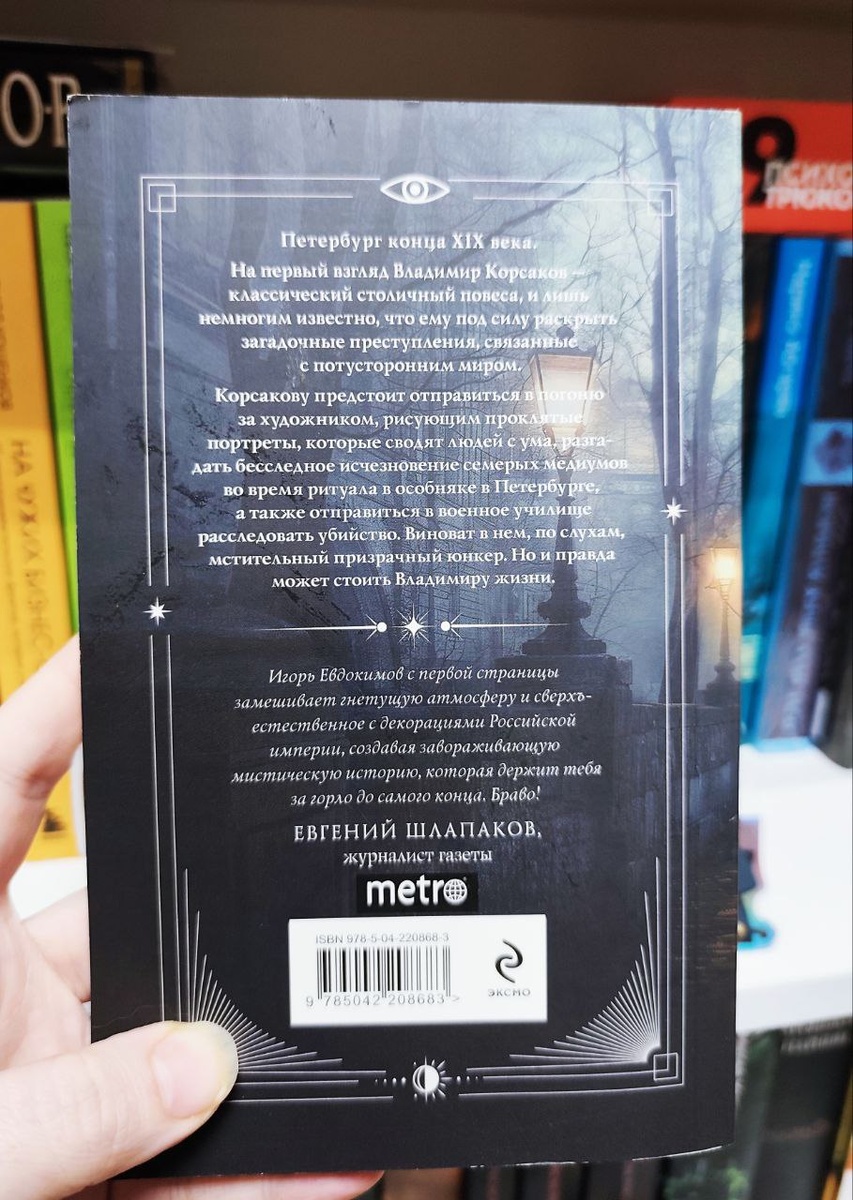 О·Р
9
ПСИХО
ТРЮКО
Петербург конца XIX века.
На первый взгляд Владимир Корсаков —
классический столичный повеса, и лишь
немногим известно, что ему под силу раскрыть
загадочные преступления, связанные
с потусторонним миром.
Корсакову предстоит отправиться в погоню
за художником, рисующим проклятые
портреты, которые сводят людей с ума, разга-
дать бесследное исчезновение семерых медиумов
во время ритуала в особняке в Петербурге,
а также отправиться в военное училище
расследовать убийство. Виноват в нем, по слухам,
мстительный призрачный юнкер. Но и правда
может стоить Владимиру жизни.
Игорь Евдокимов с первой страницы
замешивает гнетущую атмосферу и сверхъ-
естественное с декорациями Российской
империи, создавая завораживающую
мистическую историю, которая держит тебя
за горло до самого конца. Браво!
ЕВГЕНИЙ ШЛАПАКОВ,
журналист газеты
metro
ISBN 978-5-04-220868-3
9 785042 208683 >
ЭКСМО